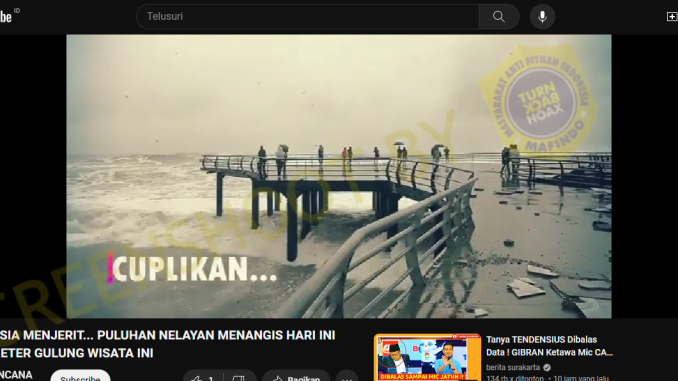 be ID
Telusuri
MASYARAKAT ANTI FITNAH INDONESIA
TURN
BACK
HOAX
MAFINDO
SCREENSHOOT BY
CUPLIKAN...
SIA MENJERIT... PULUHAN NELAYAN MENANGIS HARI INI
ETER GULUNG WISATA INI
NCANA
Subscribe
1
Bagikan
DIBALAS SAMPAI MIC JATUH !!
Tanya TENDENSIUS Dibalas
Data ! GIBRAN Ketawa Mic CA...
berita surakarta
134 rb x ditonton • 10 jam yang lalu